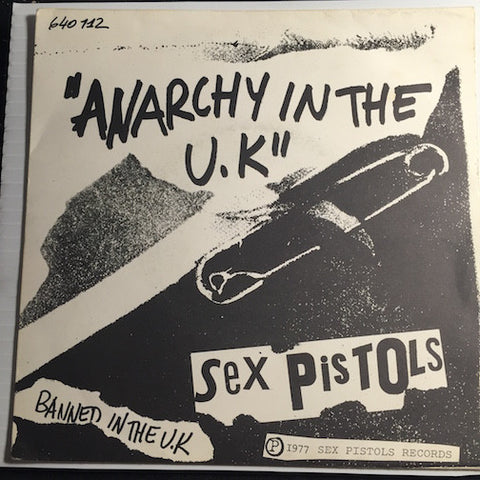 640 112
"ANARCHY IN THE
U.K"
SEX PiSTOLS
BANNED IN THE U.K
Ⓟ 1977 SEX PISTOLS RECORDS